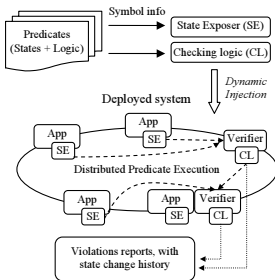 Symbol info
Predicates
(States + Logic)
State Exposer (SE)
Checking logic (CL)
Dynamic
Injection
Deployed system
App
SE
App
SE
Verifier
CL
Distributed Predicate Execution
App
SE
App
SE
Verifier
CL
Violations reports, with
state change history